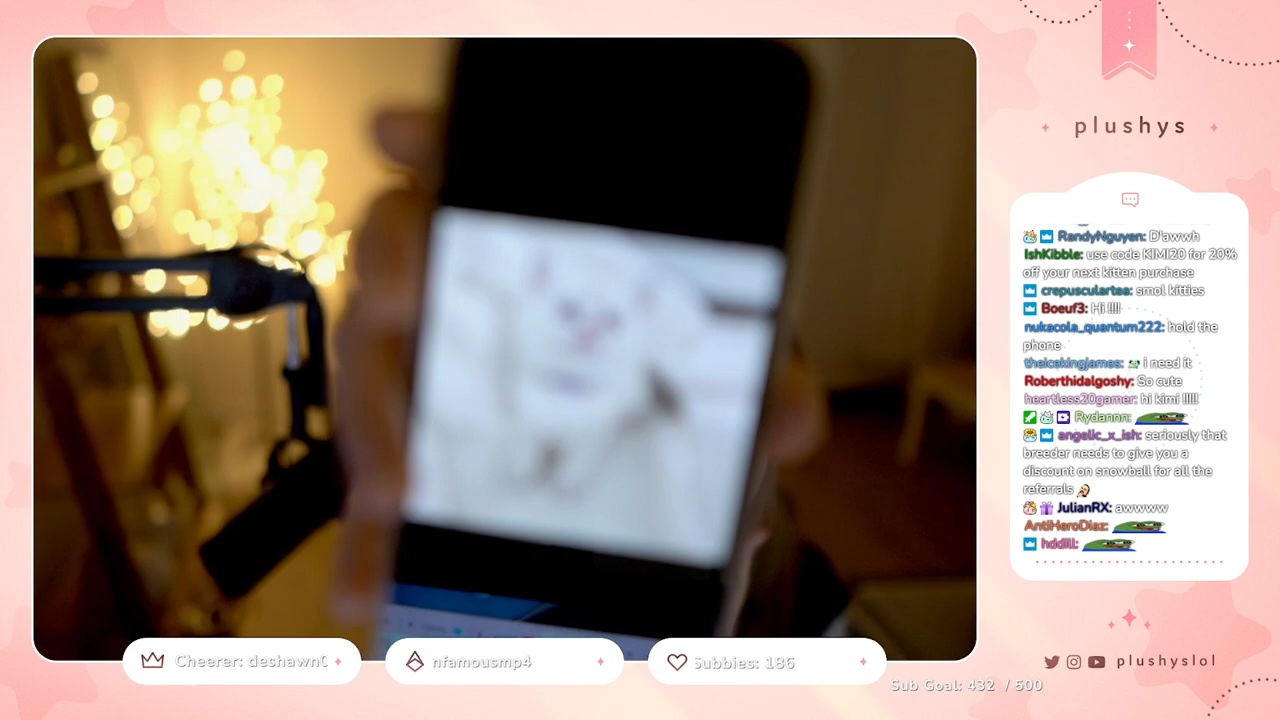 plushys
RandyNguyen: D'awwh
IshKibble: use code KIMI20 for 20%
off your next kitten purchase
crepusculartea: smol kitties
Boeuf3: Hi !!!!
nukacola_quantum222: hold the
phone
theicekingjames: i need it
Roberthidalgoshy: So cute
heartless20gamer: hi kimi !!!!!
Rydannn:
angelic_x_ish: seriously that
breeder needs to give you a
discount on snowball for all the
referrals
JulianRX: awwww
AntiHeroDiaz:
hddill:
Cheerer: deshawn0
nfamousmp4
Subbies: 186
plushyslol
Sub Goal: 432 / 500